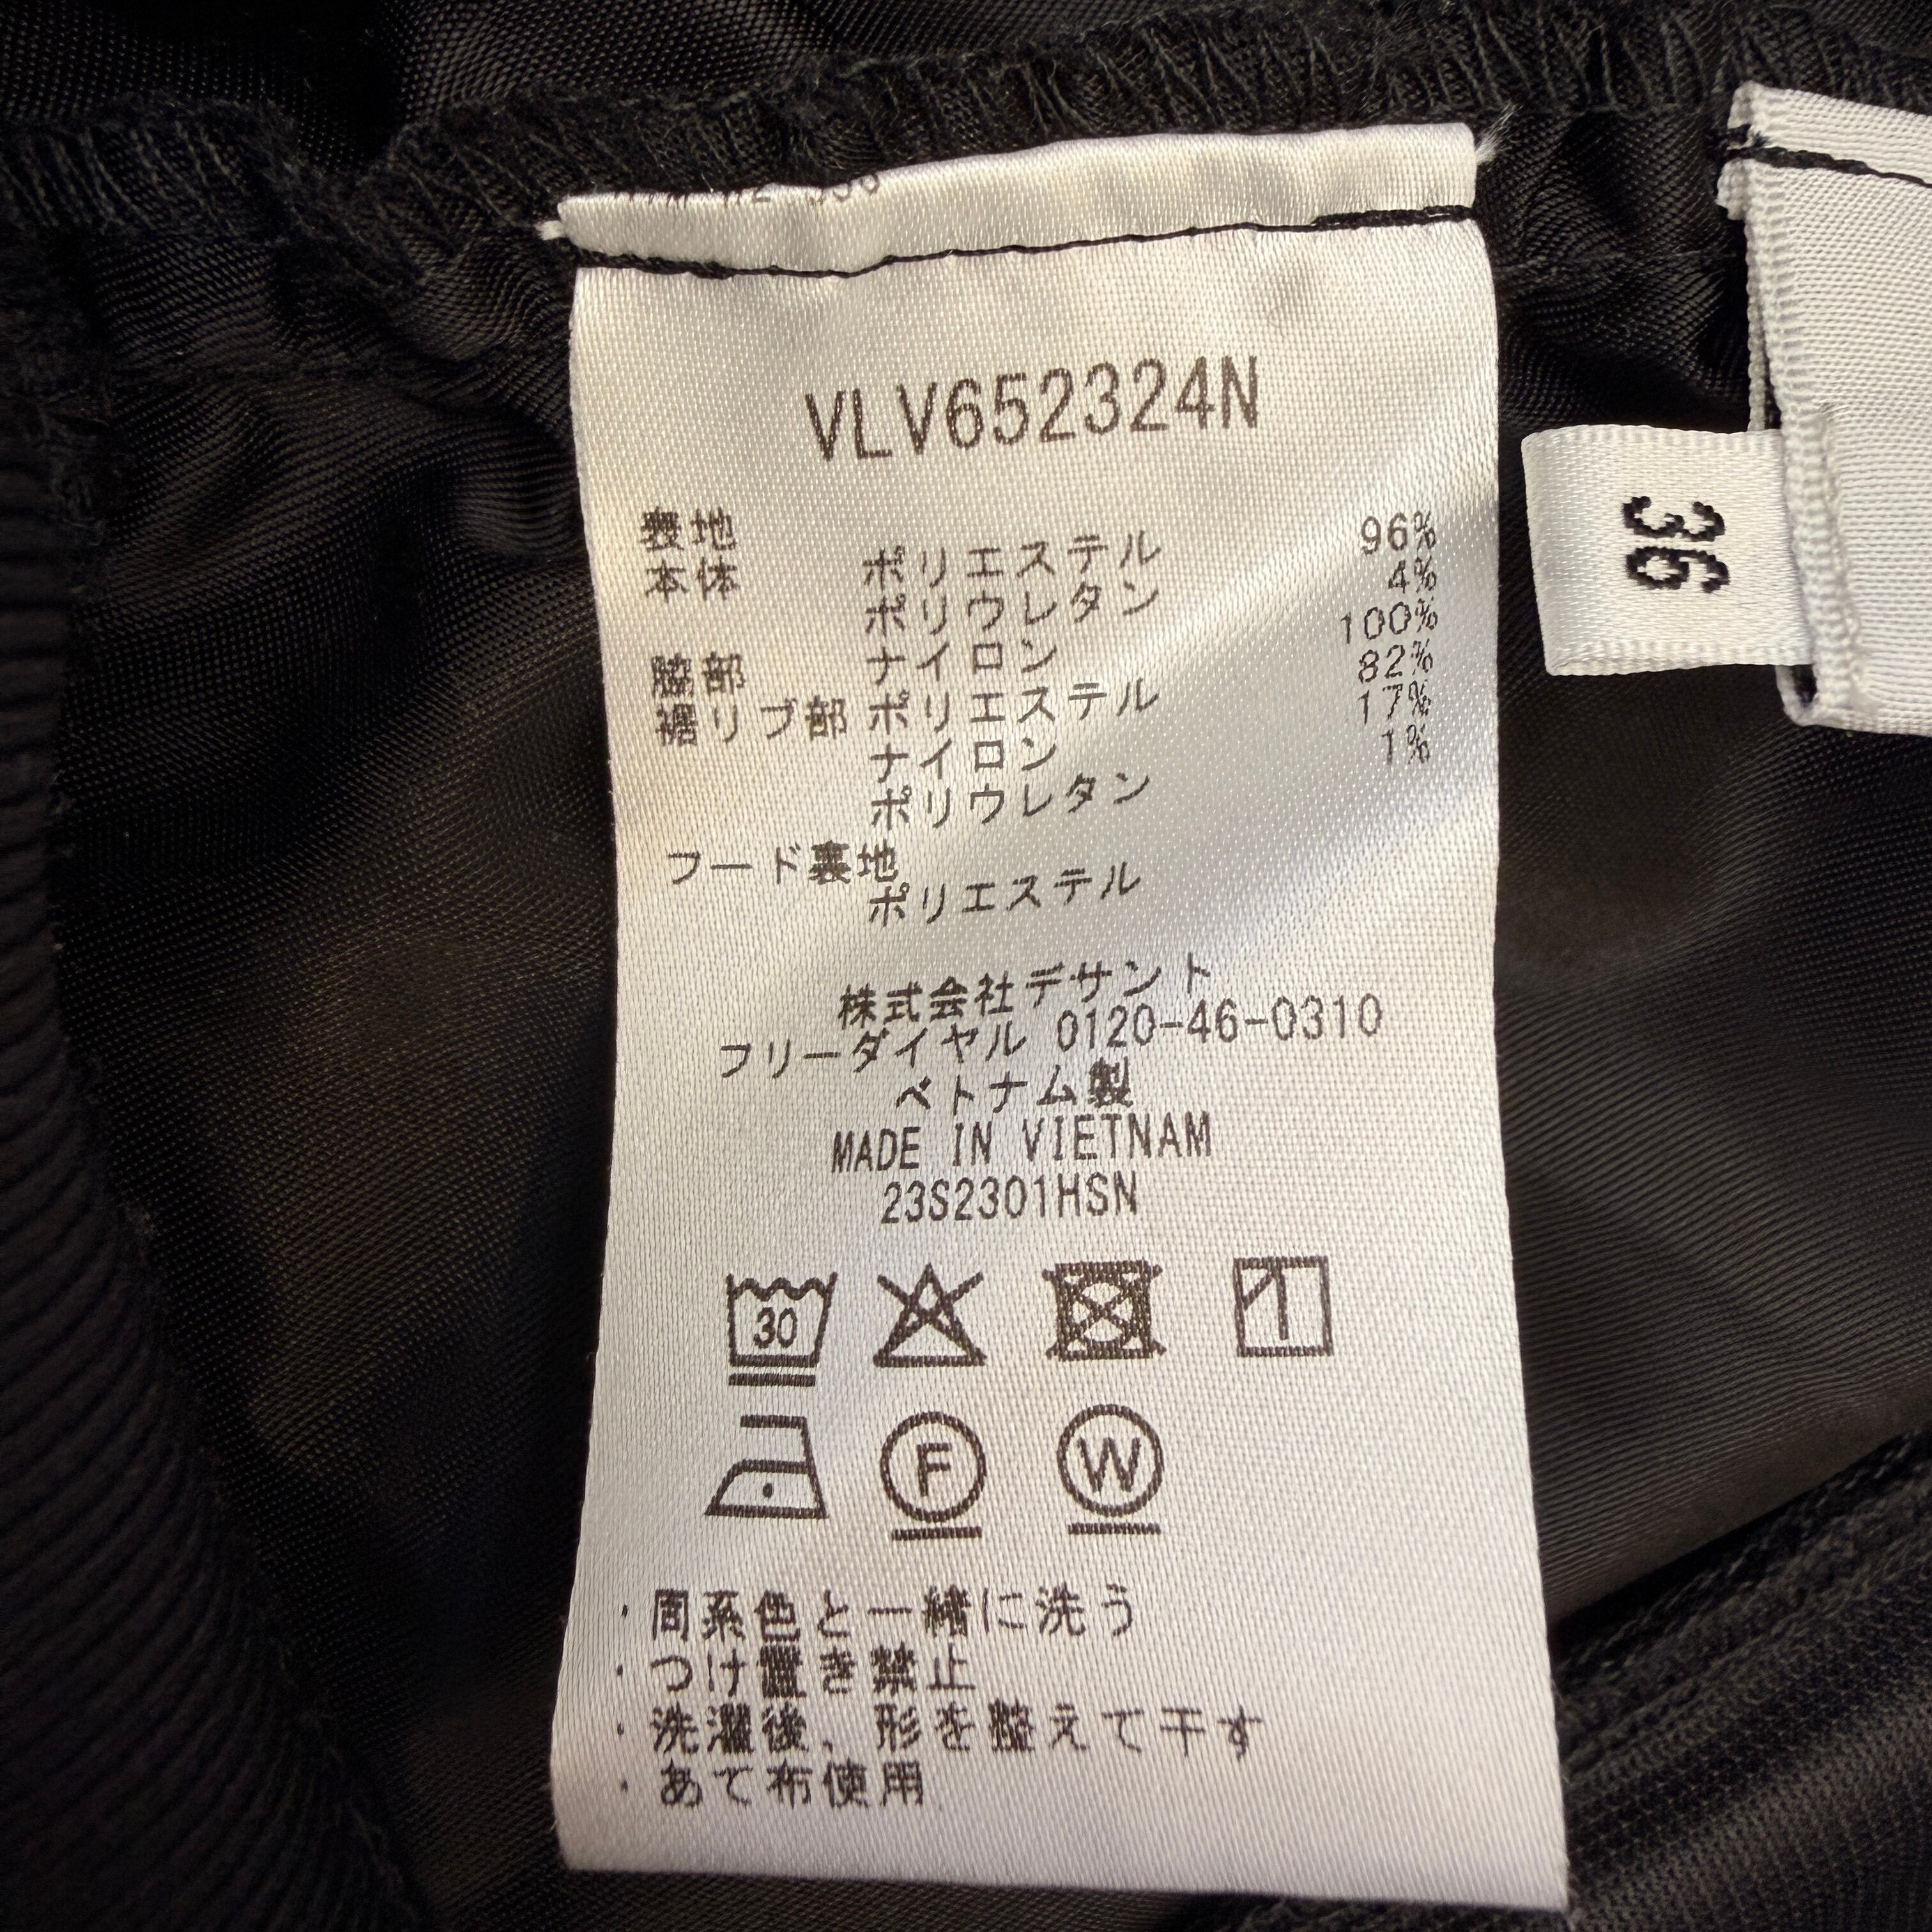 VLV652324N
表地
本体 ポリエステル 96%
ポリウレタン 4%
脇部 ナイロン 100%
裾リブ部 ポリエステル 82%
ナイロン 17%
ポリウレタン 1%
フード裏地
ポリエステル
株式会社デサント
フリーダイヤル 0120-46-0310
ベトナム製
MADE IN VIETNAM
23S2301HSN
30
F W
・同系色と一緒に洗う
・つけ置き禁止
・洗濯後、形を整えて干す
・あて布使用
36